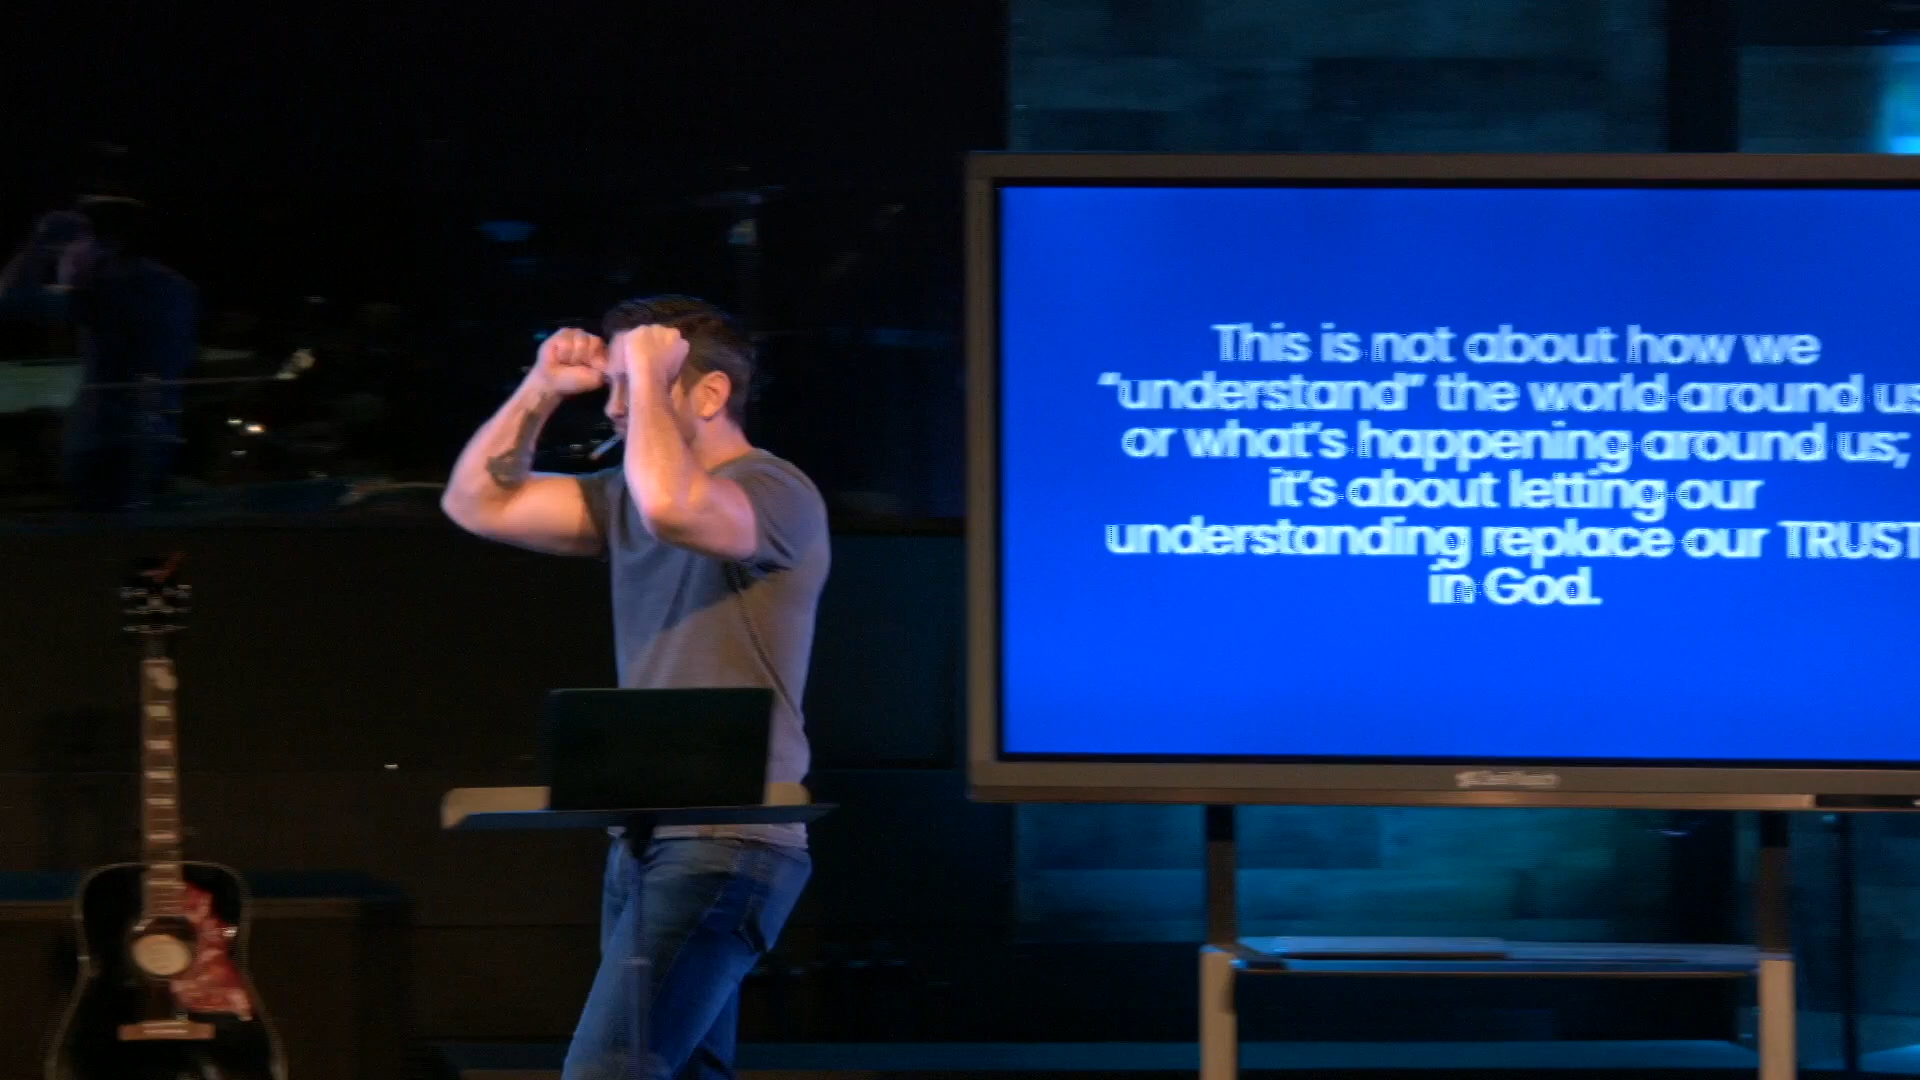 This is not about how we
“understand” the world around us
or what's happening around us;
it's about letting our
understanding replace our TRUST
in God.